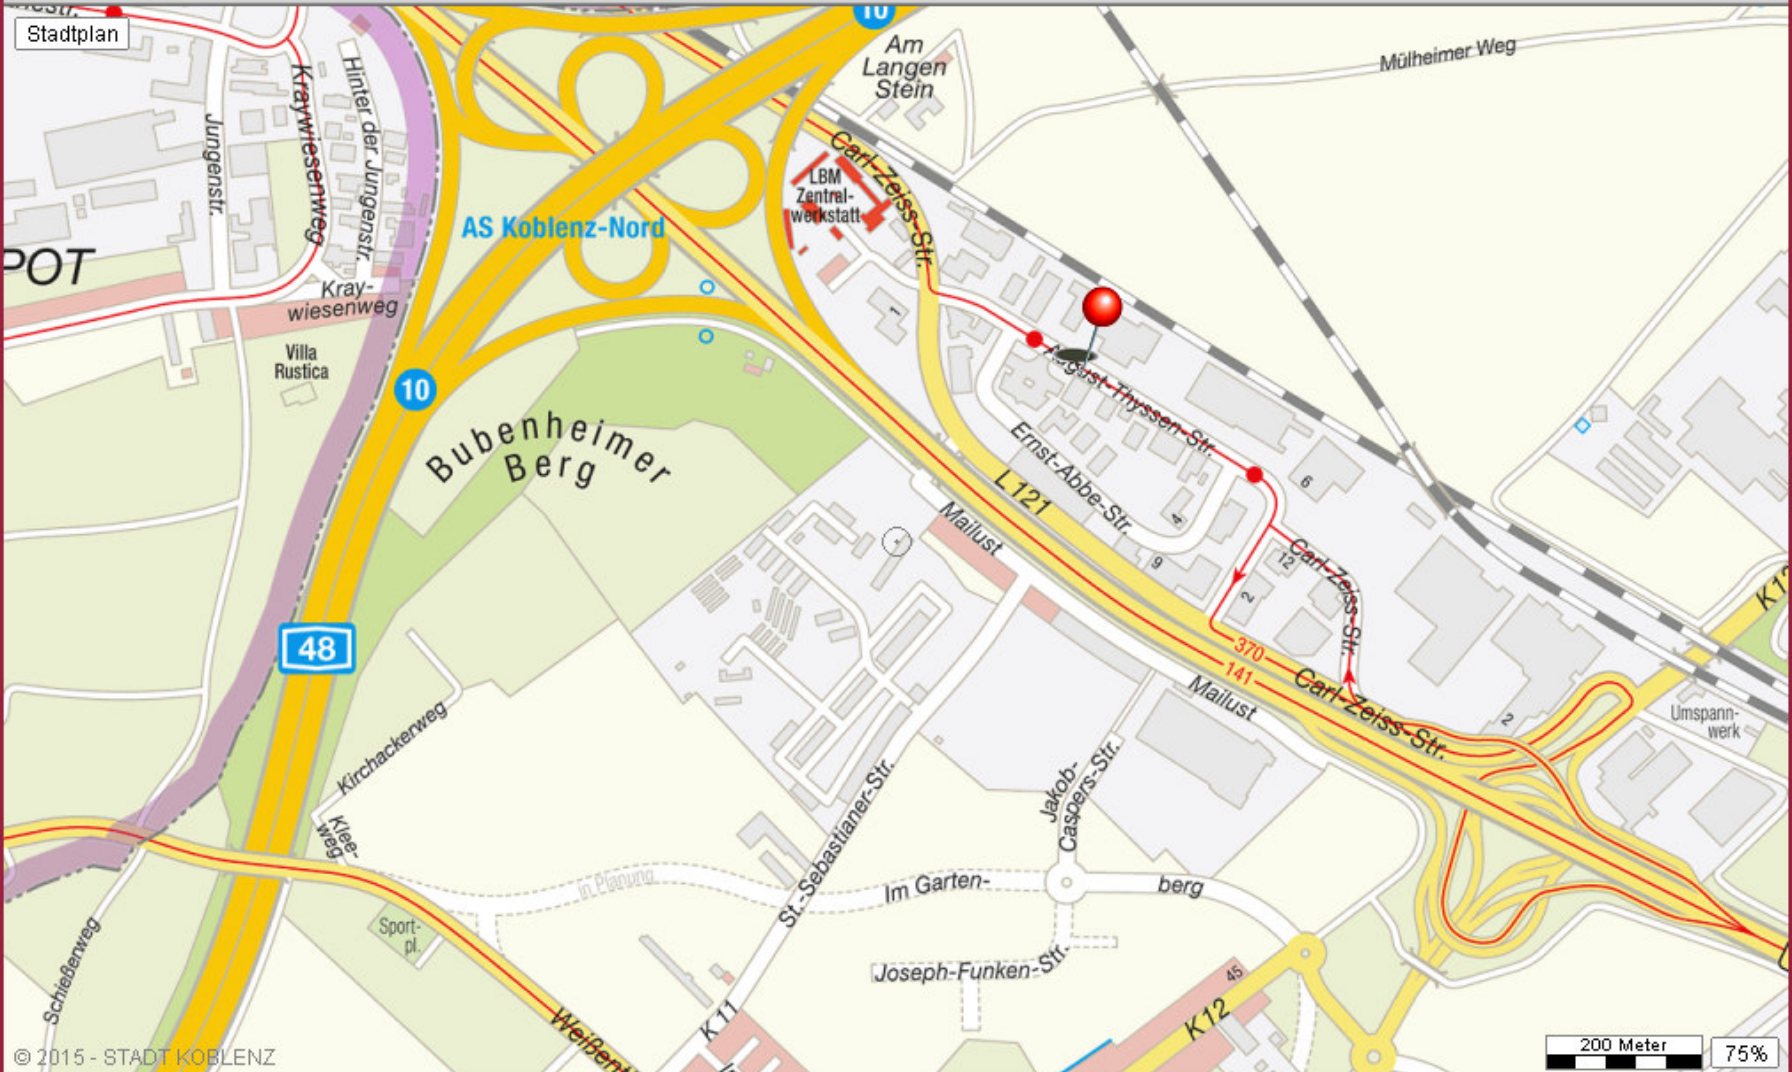 Stadtplan
10
Am
Langen
Stein
Mülheimer Weg
Kraywiesenweg
Hinter der Jungenstr.
Jungenstr.
Carl-Zeiss-Str.
LBM
Zentral-
werkstatt
AS Koblenz-Nord
POT
Kray-
wiesenweg
1
Villa
Rustica
10
August-Thyssen-Str.
Bubenheimer
Berg
Ernst-Abbe-Str.
6
L 121
4
Mailust
9
12
Carl-Zeiss-Str.
2
K12
48
370
141
Carl-Zeiss-Str.
Mailust
2
Umspann-
werk
Kirchackerweg
Jakob-
Caspers-Str.
St.-Sebastianer-Str.
Klee-
weg
in Planung
Im Garten-
berg
Sport-
pl.
Schießerweg
Joseph-Funken-Str.
45
K 11
K12
Weißent
© 2015 - STADT KOBLENZ
200 Meter
75%